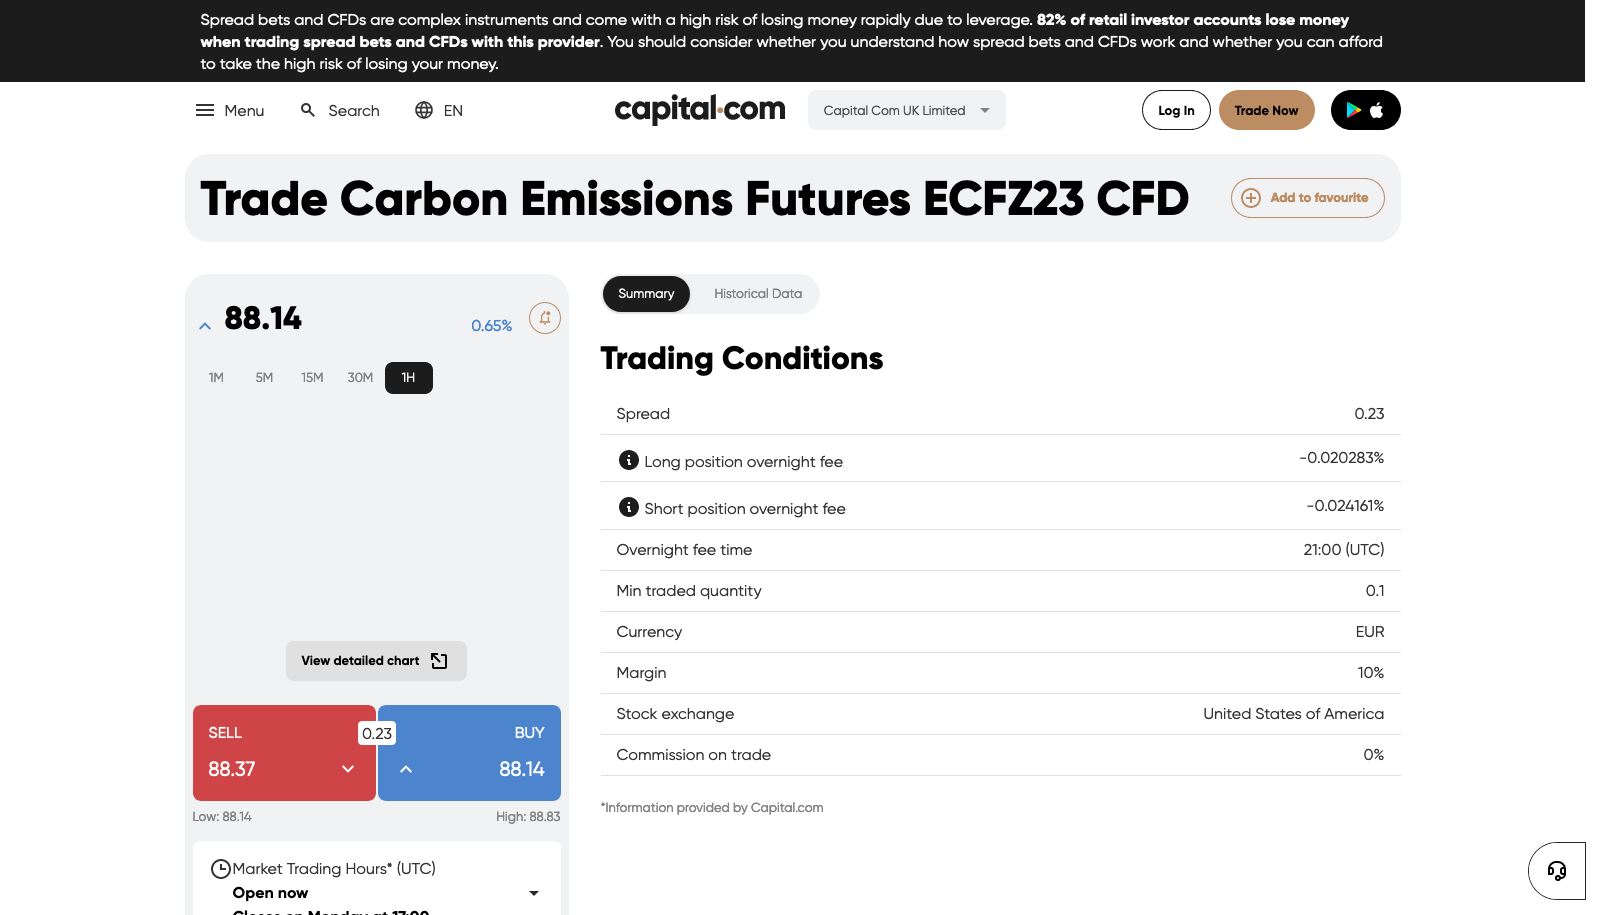 Spread bets and CFDs are complex instruments and come with a high risk of losing money rapidly due to leverage. 82% of retail investor accounts lose money
when trading spread bets and CFDs with this provider. You should consider whether you understand how spread bets and CFDs work and whether you can afford
to take the high risk of losing your money.
Menu Search EN capital.com Capital Com UK Limited Log In Trade Now
Trade Carbon Emissions Futures ECFZ23 CFD Add to favourite
88.14 0.65%
1M 5M 15M 30M 1H
View detailed chart
SELL 0.23 BUY
88.37 88.14
Low: 88.14 High: 88.83
Market Trading Hours* (UTC)
Open now
Closes on Monday at 17:00
Summary Historical Data
Trading Conditions
Spread 0.23
Long position overnight fee -0.020283%
Short position overnight fee -0.024161%
Overnight fee time 21:00 (UTC)
Min traded quantity 0.1
Currency EUR
Margin 10%
Stock exchange United States of America
Commission on trade 0%
*Information provided by Capital.com